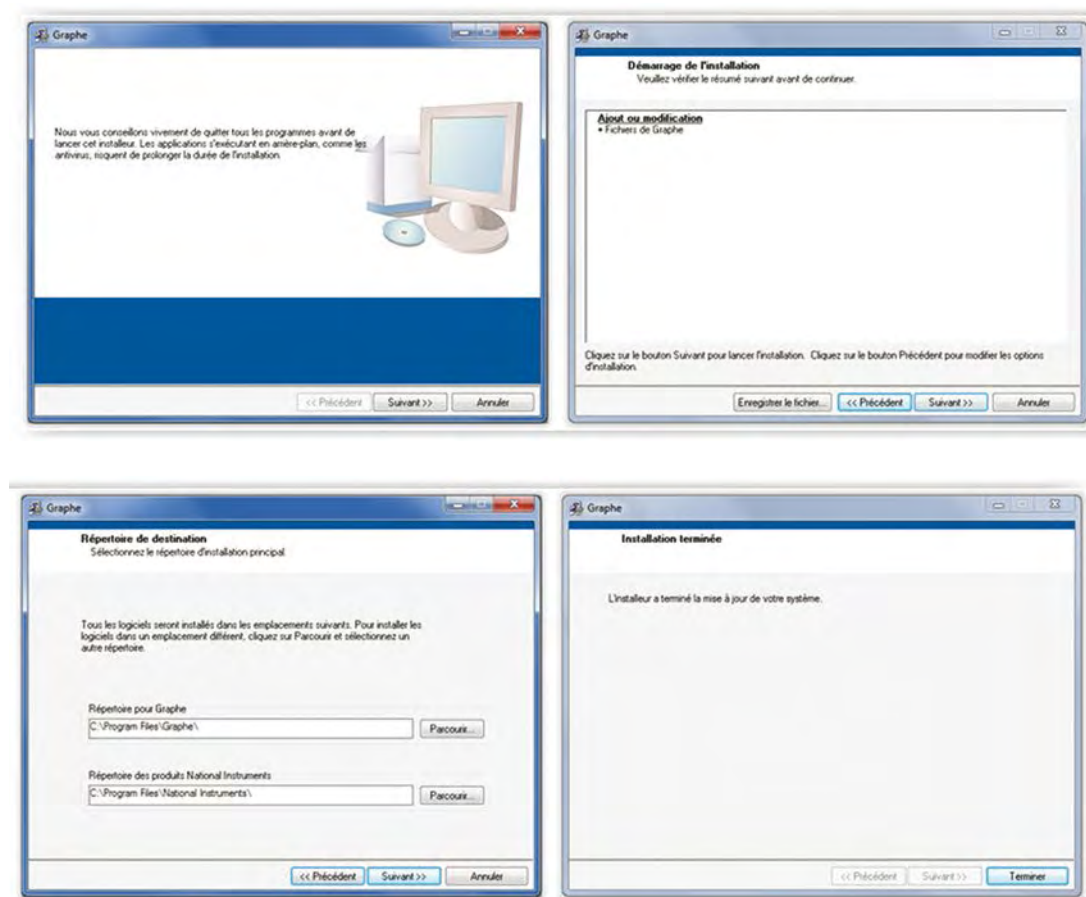 Graphe
Nous vous conseillons vivement de quitter tous les programmes avant de
lancer cet installeur. Les applications s'exécutant en arrière-plan, comme les
antivirus, risquent de prolonger la durée de l'installation.
<< Précédent Suivant >> Annuler
Graphe
Démarrage de l'installation
Veuillez vérifier le résumé suivant avant de continuer.
Ajout ou modification
• Fichiers de Graphe
Cliquez sur le bouton Suivant pour lancer l'installation. Cliquez sur le bouton Précédent pour modifier les options
d'installation.
Enregistrer le fichier... << Précédent Suivant >> Annuler
Graphe
Répertoire de destination
Sélectionnez le répertoire d'installation principal.
Tous les logiciels seront installés dans les emplacements suivants. Pour installer les
logiciels dans un emplacement différent, cliquez sur Parcourir et sélectionnez un
autre répertoire.
Répertoire pour Graphe
C:\Program Files\Graphe\ Parcourir...
Répertoire des produits National Instruments
C:\Program Files\National Instruments\ Parcourir...
<< Précédent Suivant >> Annuler
Graphe
Installation terminée
L'installeur a terminé la mise à jour de votre système.
<< Précédent Suivant >> Terminer